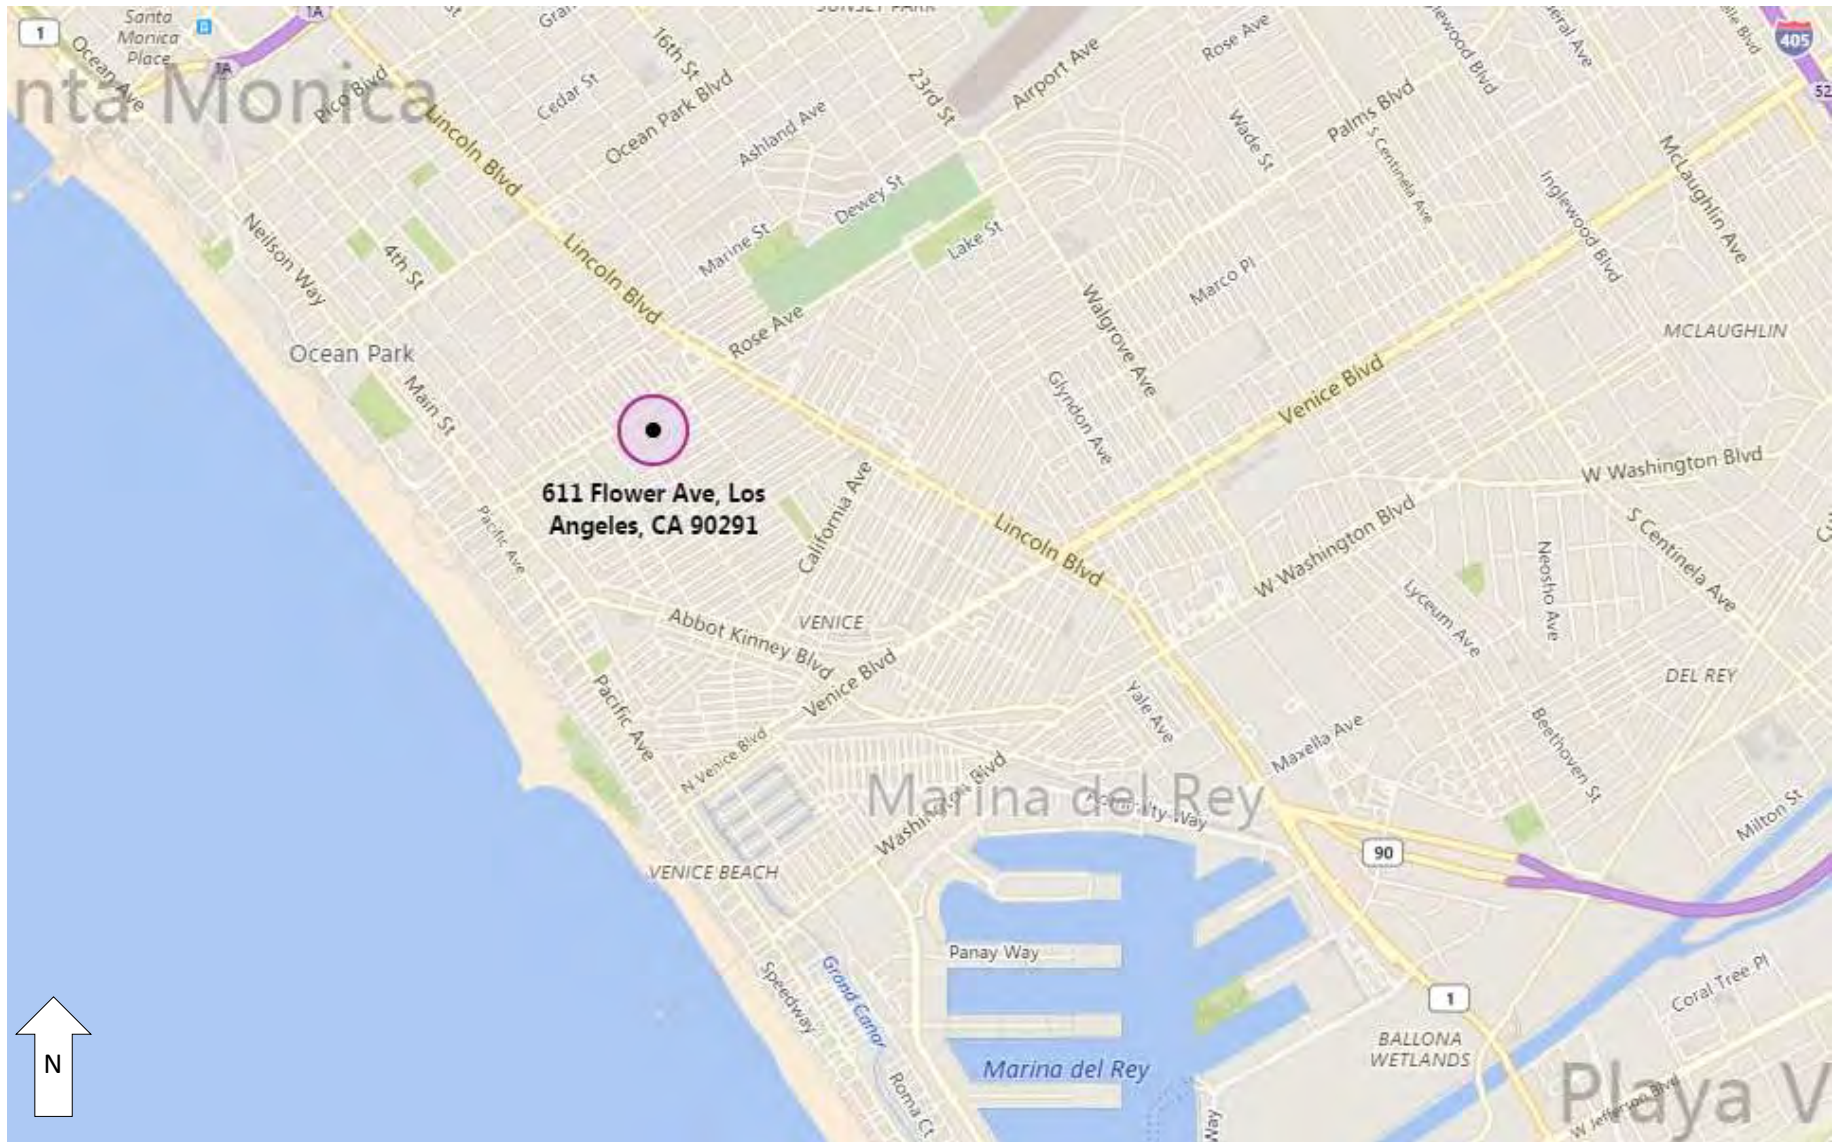 Santa
Monica
Place
1A
1A
1
Ocean Ave
Pico Blvd
nta Monica
Cedar St
16th St
Ocean Park Blvd
Ashland Ave
23rd St
SUNSET PARK
Airport Ave
Rose Ave
Wade St
Palms Blvd
S Centinela Ave
405
McLaughlin Ave
Inglewood Blvd
Lincoln Blvd
Lincoln Blvd
Neilson Way
4th St
Marine St
Dewey St
Lake St
Rose Ave
Walgrove Ave
Marco Pl
MCLAUGHLIN
Ocean Park
Main St
Glyndon Ave
Venice Blvd
W Washington Blvd
611 Flower Ave, Los
Angeles, CA 90291
Pacific Ave
California Ave
Lincoln Blvd
W Washington Blvd
Neosho Ave
S Centinela Ave
Lyceum Ave
Abbot Kinney Blvd
VENICE
Venice Blvd
DEL REY
Pacific Ave
Yale Ave
Maxella Ave
Beethoven St
N Venice Blvd
Washington Blvd
Marina del Rey
Admiralty Way
Milton St
90
VENICE BEACH
Panay Way
Speedway
Grand Canal
Coral Tree Pl
1
BALLONA
WETLANDS
Marina del Rey
Roma Ct
Way
Playa V
W Jefferson Blvd
N